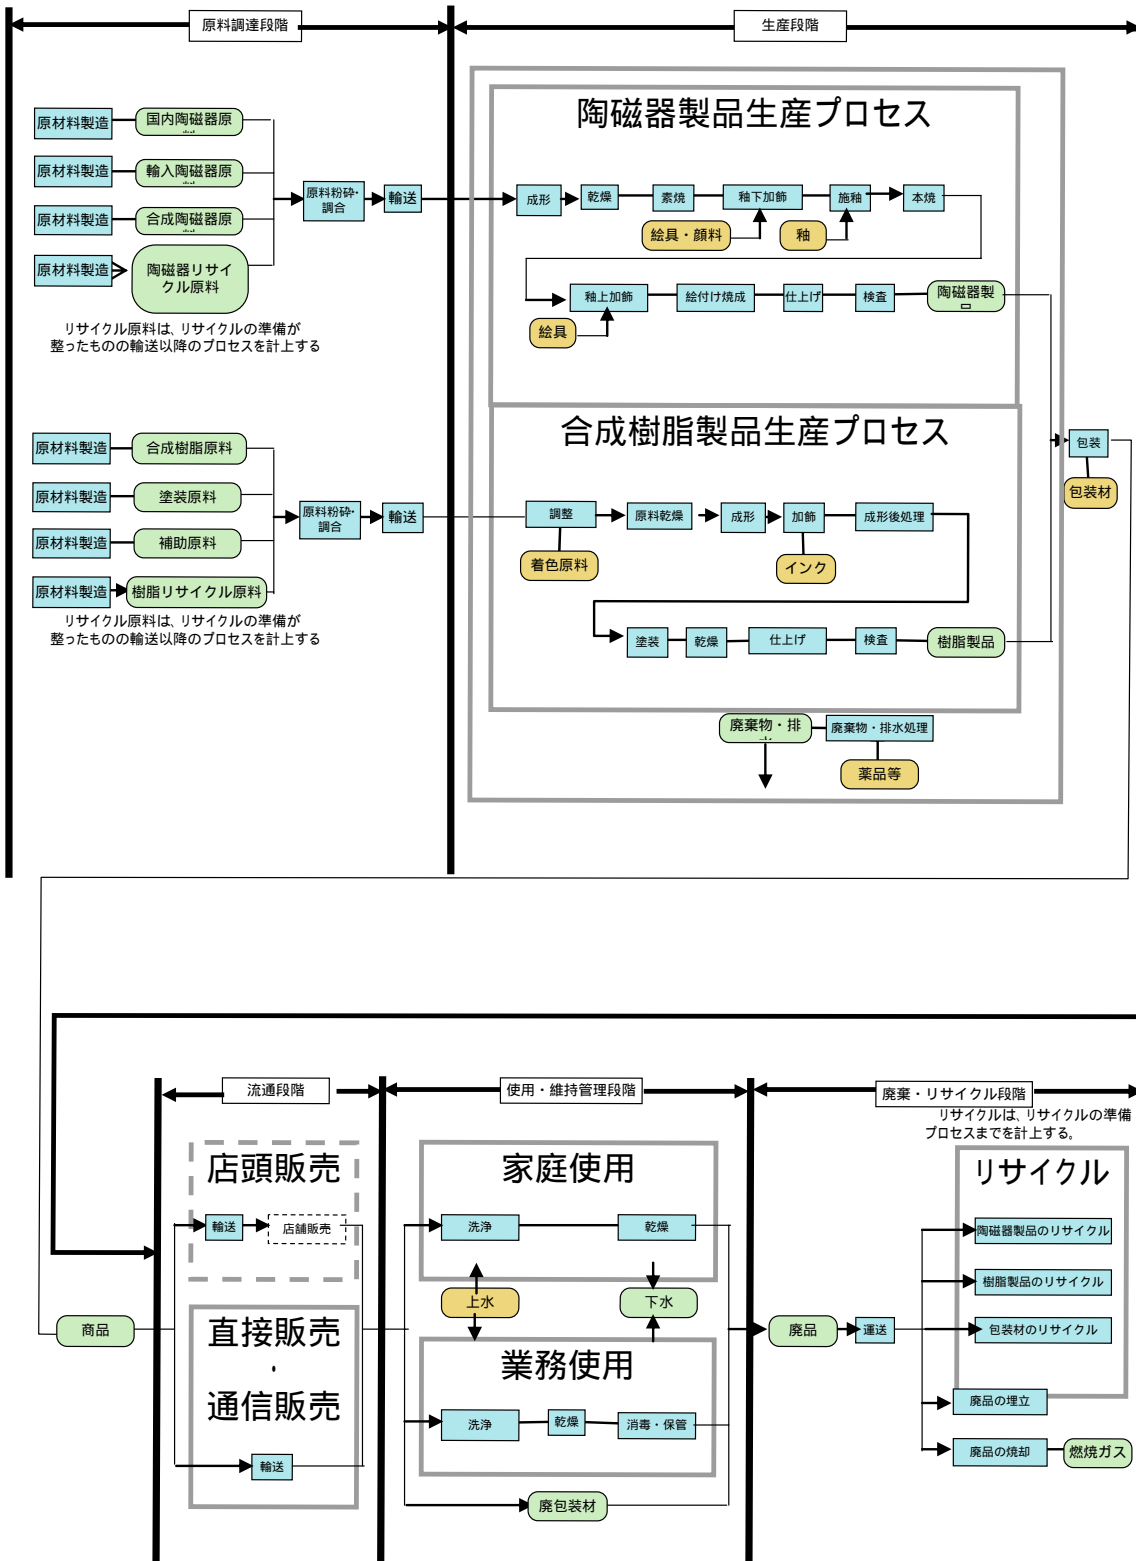 原料調達段階
生産段階
陶磁器製品生産プロセス
原材料製造
国内陶磁器原
原材料製造
輸入陶磁器原
原材料製造
合成陶磁器原
原材料製造
陶磁器リサイ
クル原料
原料粉砕・
調合
輸送
リサイクル原料は、リサイクルの準備が
整ったものの輸送以降のプロセスを計上する
成形
乾燥
素焼
釉下加飾
施釉
本焼
絵具・顔料
釉
釉上加飾
絵付け焼成
仕上げ
検査
陶磁器製
絵具
合成樹脂製品生産プロセス
原材料製造
合成樹脂原料
原材料製造
塗装原料
原材料製造
補助原料
原材料製造
樹脂リサイクル原料
原料粉砕・
調合
輸送
リサイクル原料は、リサイクルの準備が
整ったものの輸送以降のプロセスを計上する
調整
原料乾燥
成形
加飾
成形後処理
着色原料
インク
塗装
乾燥
仕上げ
検査
樹脂製品
包装
包装材
廃棄物・排
廃棄物・排水処理
薬品等
流通段階
使用・維持管理段階
廃棄・リサイクル段階
リサイクルは、リサイクルの準備
プロセスまでを計上する。
店頭販売
輸送
店舗販売
商品
直接販売
・
通信販売
輸送
家庭使用
洗浄
乾燥
上水
下水
業務使用
洗浄
乾燥
消毒・保管
廃包装材
廃品
運送
リサイクル
陶磁器製品のリサイクル
樹脂製品のリサイクル
包装材のリサイクル
廃品の埋立
廃品の焼却
燃焼ガス